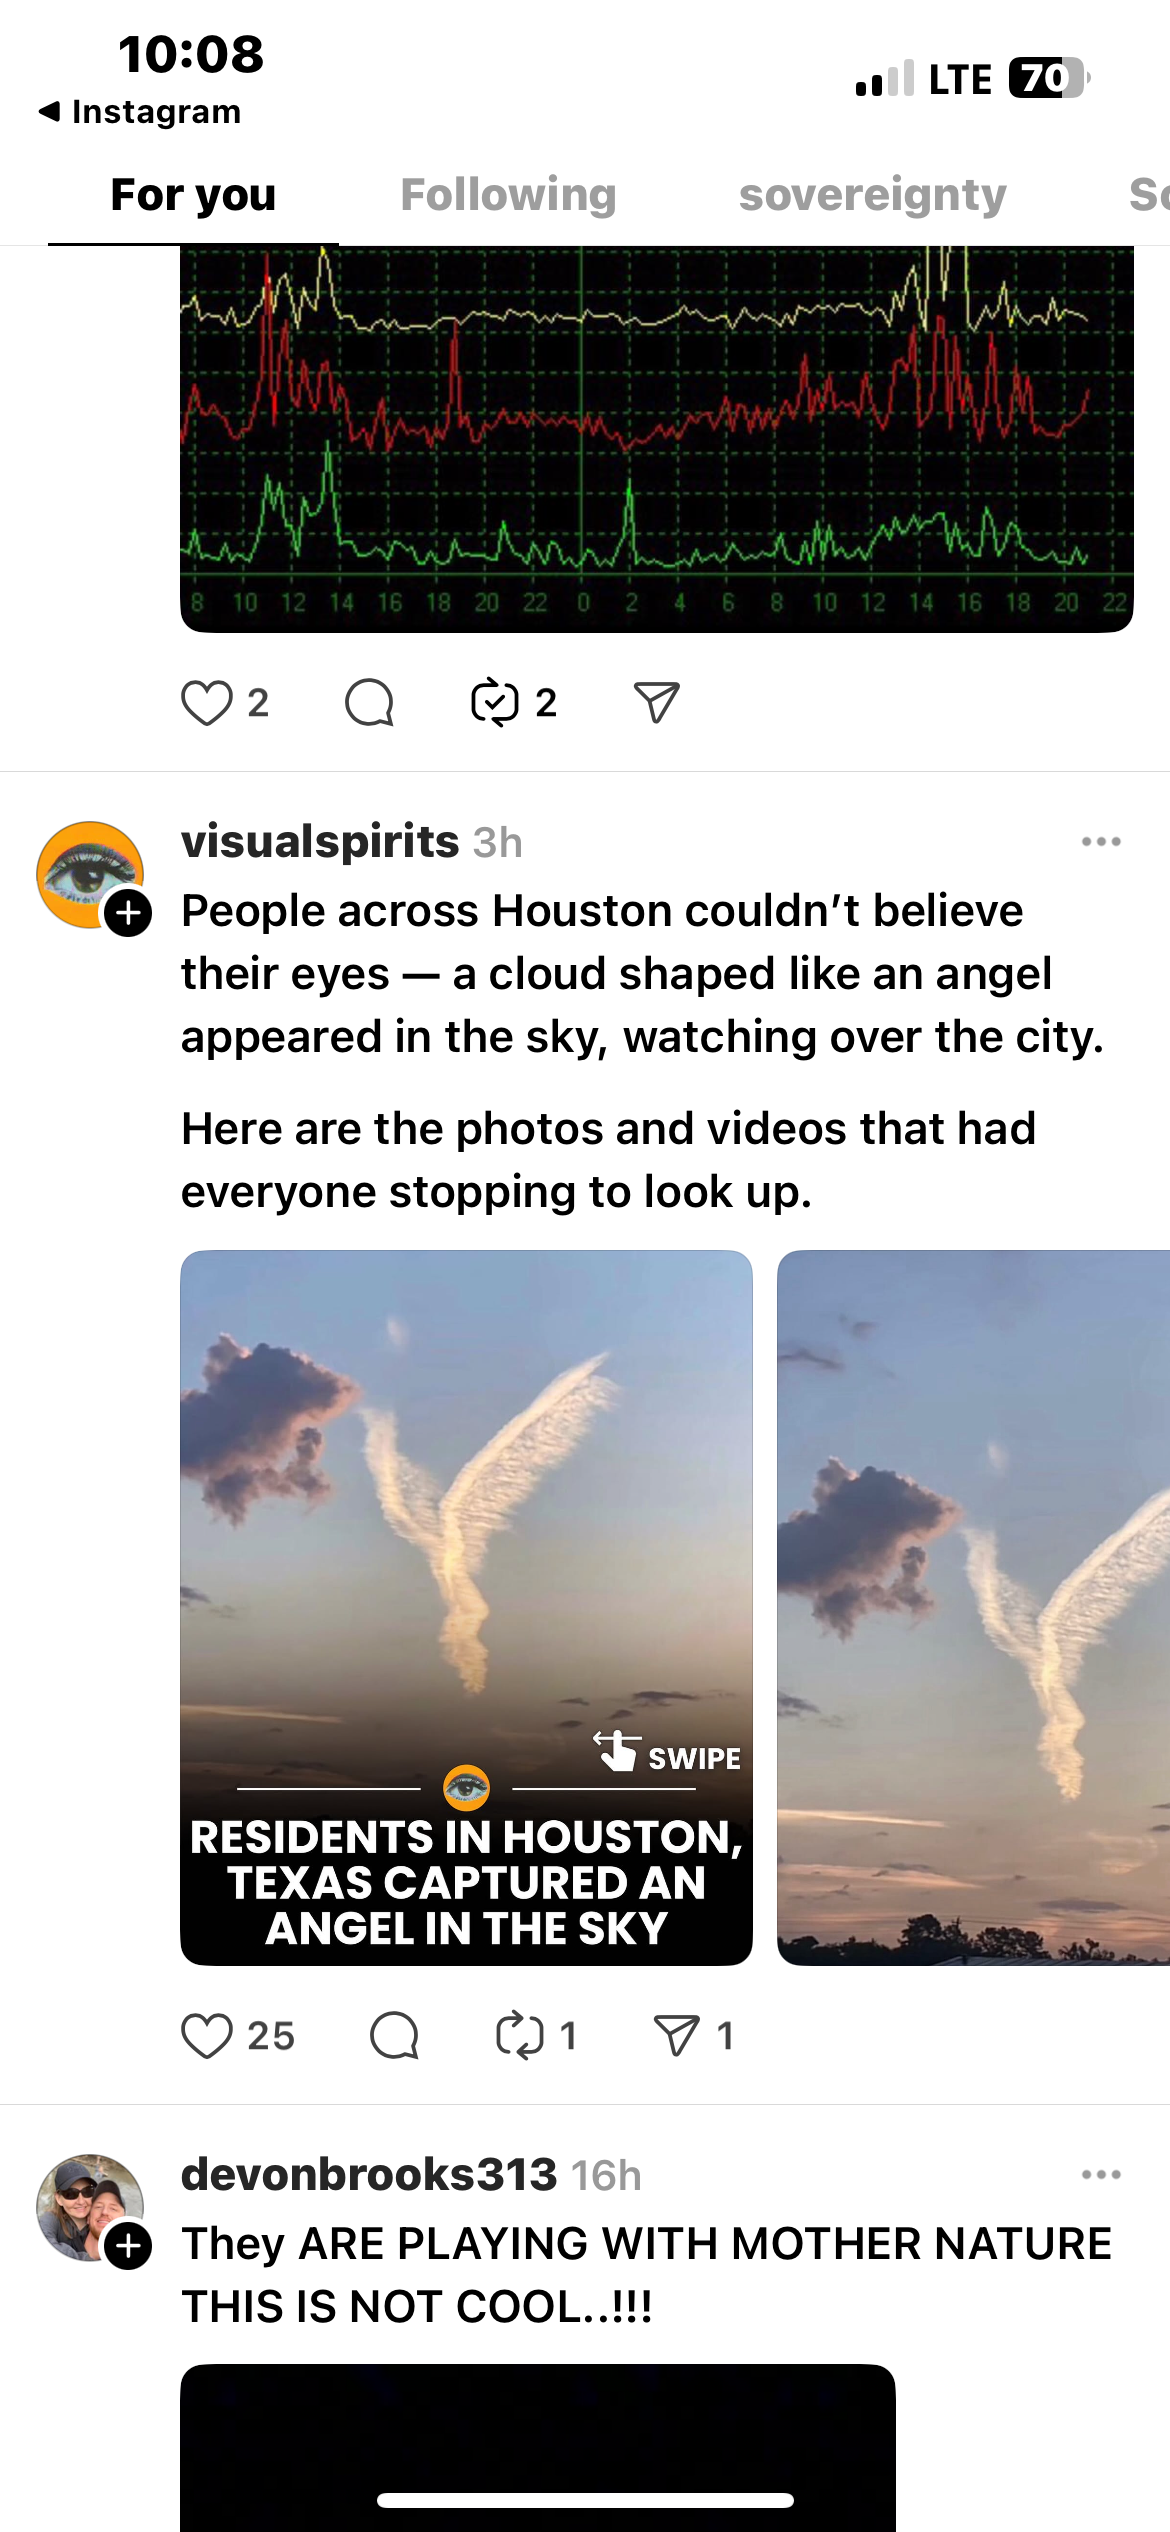 10:08
LTE 70
◀ Instagram
For you Following sovereignty So
8 10 12 14 16 18 20 22 0 2 4 6 8 10 12 14 16 18 20 22
2 2
visualspirits 3h
People across Houston couldn’t believe
their eyes — a cloud shaped like an angel
appeared in the sky, watching over the city.
Here are the photos and videos that had
everyone stopping to look up.
SWIPE
RESIDENTS IN HOUSTON,
TEXAS CAPTURED AN
ANGEL IN THE SKY
25 1 1
devonbrooks313 16h
They ARE PLAYING WITH MOTHER NATURE
THIS IS NOT COOL..!!!